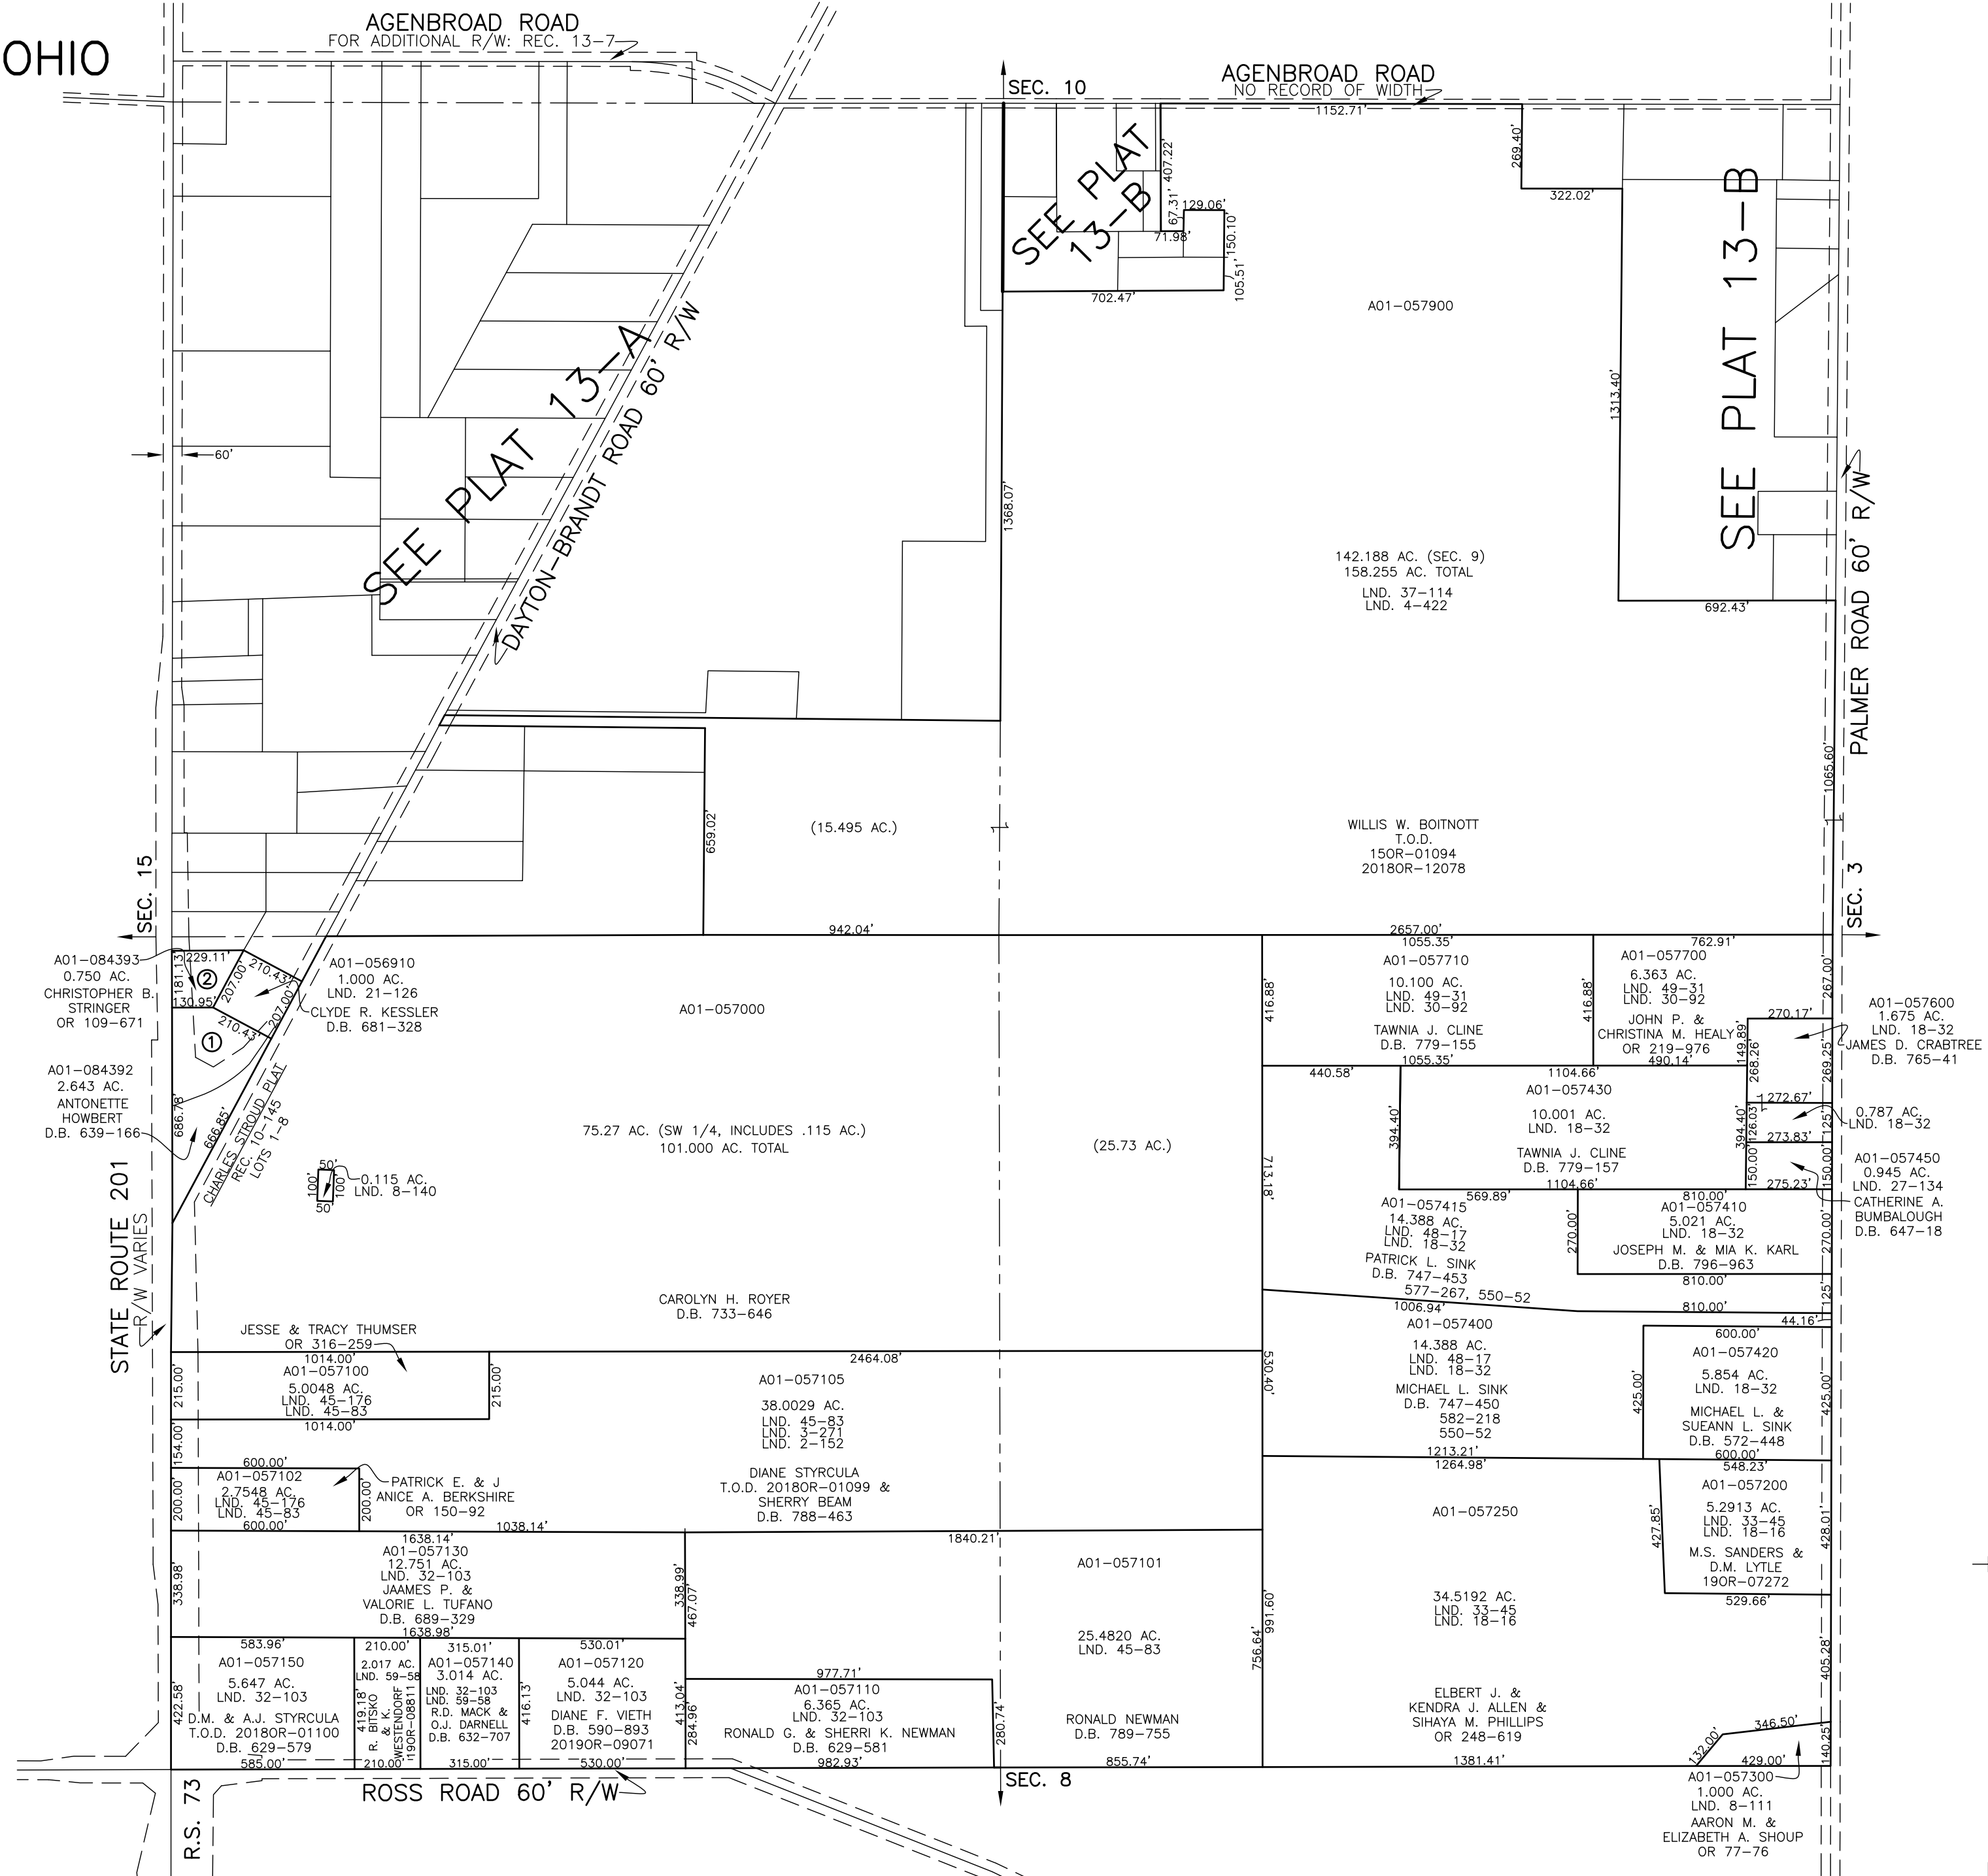 OHIO
AGENBROAD ROAD
FOR ADDITIONAL R/W: REC. 13-7
SEC. 10
AGENBROAD ROAD
NO RECORD OF WIDTH
1152.71'
269.40'
322.02'
407.22'
67.31'
129.06'
71.98'
150.10'
105.51'
702.47'
SEE PLAT
13-B
SEE PLAT 13-B
SEE PLAT 13-A
DAYTON-BRANDT ROAD 60' R/W
60'
1368.07'
1313.40'
692.43'
PALMER ROAD 60' R/W
1065.60'
A01-057900
142.188 AC. (SEC. 9)
158.255 AC. TOTAL
LND. 37-114
LND. 4-422
WILLIS W. BOITNOTT
T.O.D.
15OR-01094
2018OR-12078
(15.495 AC.)
659.02'
942.04'
2657.00'
SEC. 15
SEC. 3
A01-084393
0.750 AC.
CHRISTOPHER B.
STRINGER
OR 109-671
181.13'
229.11'
2
130.95'
207.00'
210.43'
207.00'
210.43'
1
A01-056910
1.000 AC.
LND. 21-126
CLYDE R. KESSLER
D.B. 681-328
A01-084392
2.643 AC.
ANTONETTE
HOWBERT
D.B. 639-166
686.78'
666.85'
CHARLES STROUD PLAT
REC. 10-145
LOTS 1-8
STATE ROUTE 201
R/W VARIES
50'
100'
100'
50'
0.115 AC.
LND. 8-140
A01-057000
75.27 AC. (SW 1/4, INCLUDES .115 AC.)
101.000 AC. TOTAL
(25.73 AC.)
CAROLYN H. ROYER
D.B. 733-646
1055.35'
A01-057710
10.100 AC.
LND. 49-31
LND. 30-92
TAWNIA J. CLINE
D.B. 779-155
1055.35'
416.88'
416.88'
762.91'
A01-057700
6.363 AC.
LND. 49-31
LND. 30-92
JOHN P. &
CHRISTINA M. HEALY
OR 219-976
490.14'
267.00'
149.89'
270.17'
268.26'
269.25'
A01-057600
1.675 AC.
LND. 18-32
JAMES D. CRABTREE
D.B. 765-41
272.67'
0.787 AC.
LND. 18-32
126.03'
125'
273.83'
150.00'
150.00'
275.23'
A01-057450
0.945 AC.
LND. 27-134
CATHERINE A.
BUMBALOUGH
D.B. 647-18
440.58'
1104.66'
A01-057430
10.001 AC.
LND. 18-32
TAWNIA J. CLINE
D.B. 779-157
1104.66'
394.40'
394.40'
713.18'
569.89'
A01-057415
14.388 AC.
LND. 48-17
LND. 18-32
PATRICK L. SINK
D.B. 747-453
577-267, 550-52
810.00'
A01-057410
5.021 AC.
LND. 18-32
JOSEPH M. & MIA K. KARL
D.B. 796-963
810.00'
270.00'
270.00'
125'
810.00'
44.16'
1006.94'
A01-057400
14.388 AC.
LND. 48-17
LND. 18-32
MICHAEL L. SINK
D.B. 747-450
582-218
550-52
1213.21'
530.40'
600.00'
A01-057420
5.854 AC.
LND. 18-32
MICHAEL L. &
SUEANN L. SINK
D.B. 572-448
600.00'
425.00'
425.00'
JESSE & TRACY THUMSER
OR 316-259
1014.00'
A01-057100
5.0048 AC.
LND. 45-176
LND. 45-83
1014.00'
215.00'
215.00'
154.00'
2464.08'
A01-057105
38.0029 AC.
LND. 45-83
LND. 3-271
LND. 2-152
DIANE STYRCULA
T.O.D. 2018OR-01099 &
SHERRY BEAM
D.B. 788-463
600.00'
A01-057102
2.7548 AC.
LND. 45-176
LND. 45-83
600.00'
200.00'
200.00'
PATRICK E. & J
ANICE A. BERKSHIRE
OR 150-92
1038.14'
1638.14'
A01-057130
12.751 AC.
LND. 32-103
JAAMES P. &
VALORIE L. TUFANO
D.B. 689-329
1638.98'
338.98'
338.99'
467.07'
1840.21'
A01-057101
25.4820 AC.
LND. 45-83
RONALD NEWMAN
D.B. 789-755
855.74'
756.64'
991.60'
1264.98'
A01-057250
34.5192 AC.
LND. 33-45
LND. 18-16
ELBERT J. &
KENDRA J. ALLEN &
SIHAYA M. PHILLIPS
OR 248-619
1381.41'
548.23'
A01-057200
5.2913 AC.
LND. 33-45
LND. 18-16
M.S. SANDERS &
D.M. LYTLE
19OR-07272
529.66'
427.85'
428.01'
405.28'
583.96'
A01-057150
5.647 AC.
LND. 32-103
D.M. & A.J. STYRCULA
T.O.D. 2018OR-01100
D.B. 629-579
585.00'
422.58'
210.00'
2.017 AC.
LND. 59-58
419.18'
R. BITSKO
& K.
WESTENDORF
19OR-08811
210.00'
315.01'
A01-057140
3.014 AC.
LND. 32-103
LND. 59-58
R.D. MACK &
O.J. DARNELL
D.B. 632-707
315.00'
416.13'
530.01'
A01-057120
5.044 AC.
LND. 32-103
DIANE F. VIETH
D.B. 590-893
2019OR-09071
530.00'
413.04'
284.96'
977.71'
A01-057110
6.365 AC.
LND. 32-103
RONALD G. & SHERRI K. NEWMAN
D.B. 629-581
982.93'
280.74'
132.00'
346.50'
140.25'
429.00'
A01-057300
1.000 AC.
LND. 8-111
AARON M. &
ELIZABETH A. SHOUP
OR 77-76
SEC. 8
ROSS ROAD 60' R/W
R.S. 73